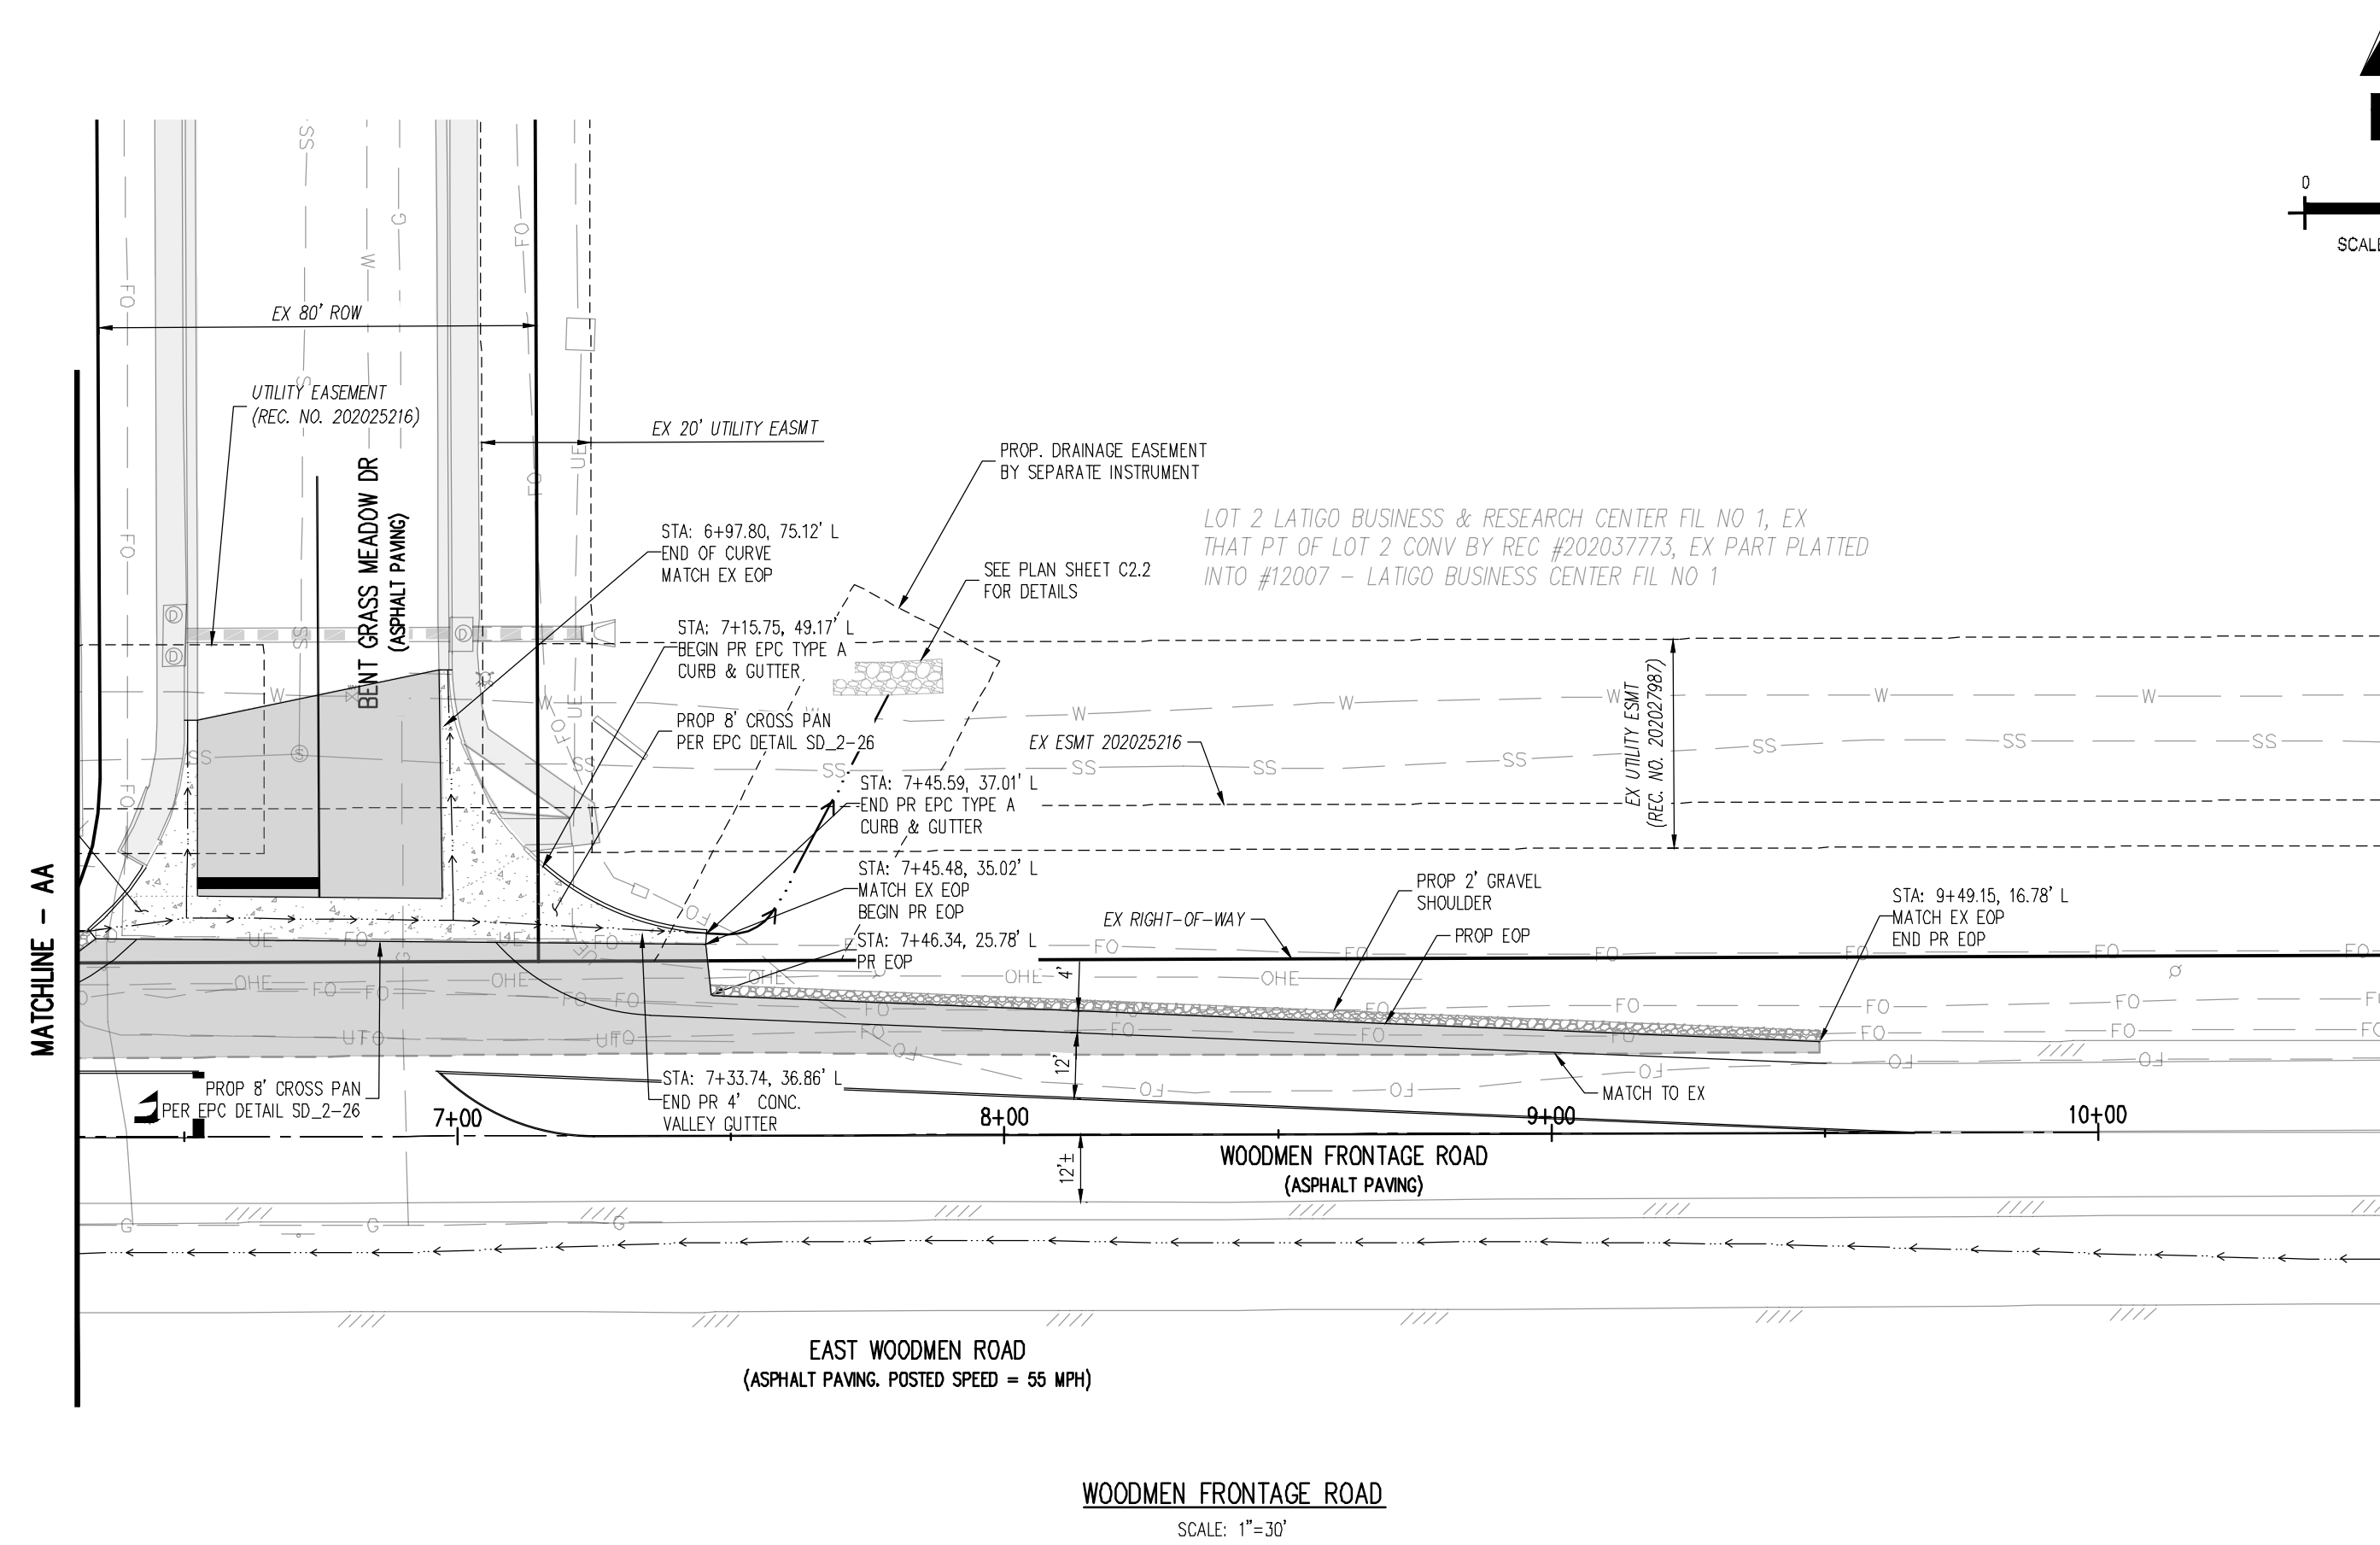 0
SCALE
EX 80' ROW
UTILITY EASEMENT
(REC. NO. 202025216)
EX 20' UTILITY EASMT
BENT GRASS MEADOW DR
(ASPHALT PAVING)
PROP. DRAINAGE EASEMENT
BY SEPARATE INSTRUMENT
STA: 6+97.80, 75.12' L
END OF CURVE
MATCH EX EOP
SEE PLAN SHEET C2.2
FOR DETAILS
LOT 2 LATIGO BUSINESS & RESEARCH CENTER FIL NO 1, EX
THAT PT OF LOT 2 CONV BY REC #202037773, EX PART PLATTED
INTO #12007 - LATIGO BUSINESS CENTER FIL NO 1
STA: 7+15.75, 49.17' L
BEGIN PR EPC TYPE A
CURB & GUTTER
PROP 8' CROSS PAN
PER EPC DETAIL SD_2-26
EX ESMT 202025216
EX UTILITY ESMT
(REC. NO. 202027987)
STA: 7+45.59, 37.01' L
END PR EPC TYPE A
CURB & GUTTER
STA: 7+45.48, 35.02' L
MATCH EX EOP
BEGIN PR EOP
STA: 7+46.34, 25.78' L
PR EOP
EX RIGHT-OF-WAY
PROP 2' GRAVEL
SHOULDER
PROP EOP
STA: 9+49.15, 16.78' L
MATCH EX EOP
END PR EOP
MATCHLINE - AA
4'
12'
12'±
PROP 8' CROSS PAN
PER EPC DETAIL SD_2-26
STA: 7+33.74, 36.86' L
END PR 4' CONC.
VALLEY GUTTER
MATCH TO EX
7+00
8+00
9+00
10+00
WOODMEN FRONTAGE ROAD
(ASPHALT PAVING)
EAST WOODMEN ROAD
(ASPHALT PAVING. POSTED SPEED = 55 MPH)
WOODMEN FRONTAGE ROAD
SCALE: 1"=30'